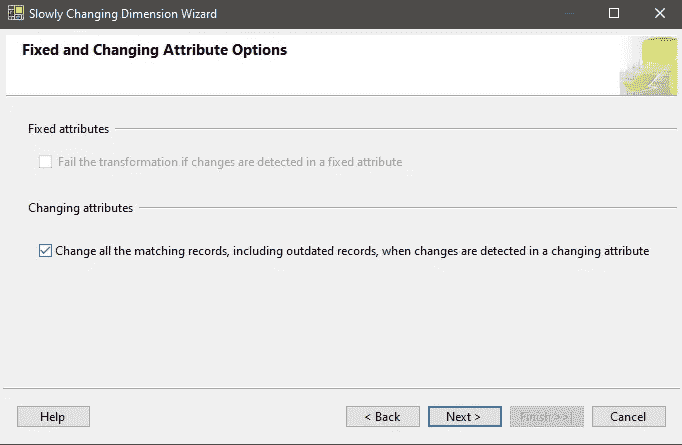 Slowly Changing Dimension Wizard
Fixed and Changing Attribute Options
Fixed attributes
Fail the transformation if changes are detected in a fixed attribute
Changing attributes
Change all the matching records, including outdated records, when changes are detected in a changing attribute
Help
< Back
Next >
Finish >>|
Cancel